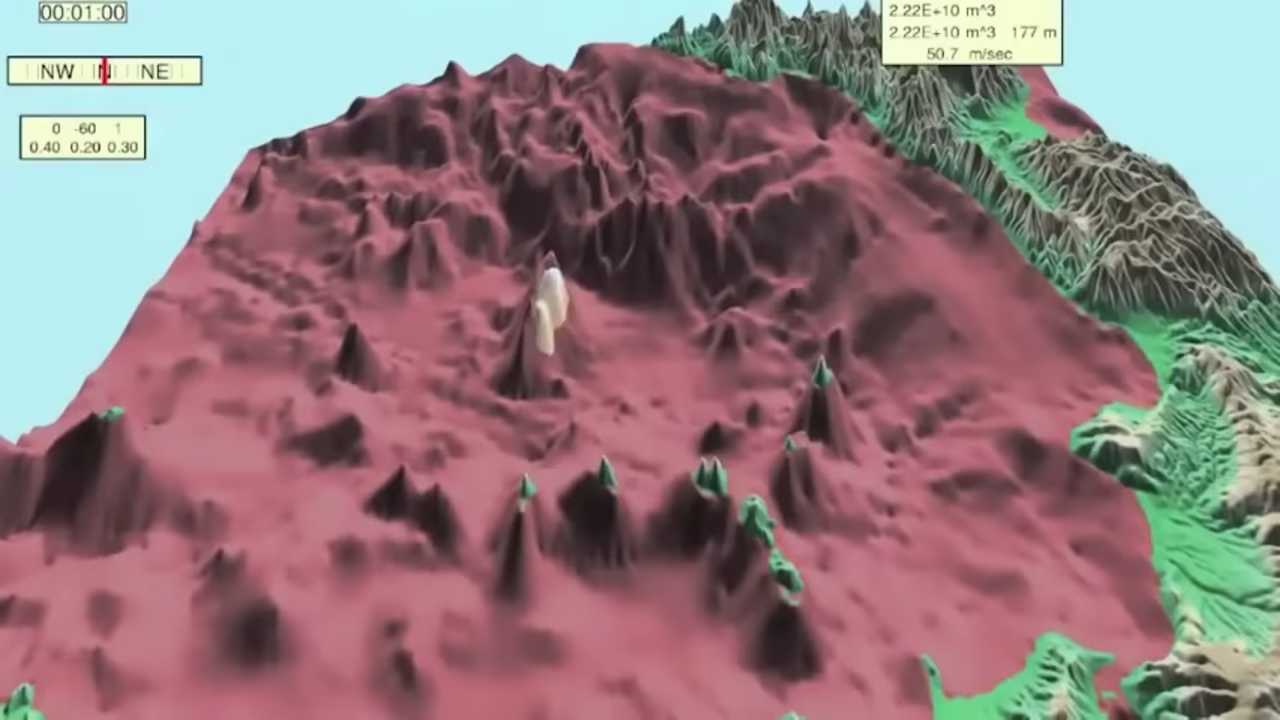 00:01:00
NW N NE
0 -60 1
0.40 0.20 0.30
2.22E+10 m^3
2.22E+10 m^3 177 m
50.7 m/sec